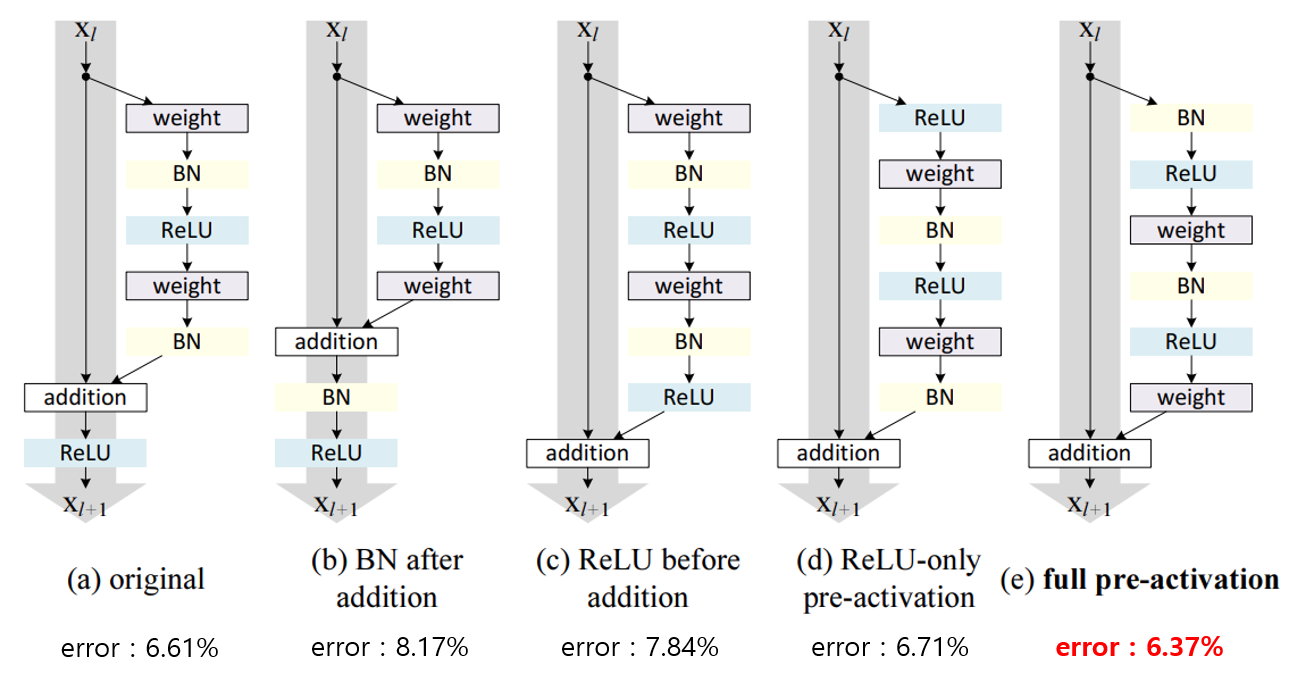 x_l
weight
BN
ReLU
weight
BN
addition
ReLU
x_{l+1}
(a) original
error : 6.61%
x_l
weight
BN
ReLU
weight
addition
BN
ReLU
x_{l+1}
(b) BN after
addition
error : 8.17%
x_l
weight
BN
ReLU
weight
BN
ReLU
addition
x_{l+1}
(c) ReLU before
addition
error : 7.84%
x_l
ReLU
weight
BN
ReLU
weight
BN
addition
x_{l+1}
(d) ReLU-only
pre-activation
error : 6.71%
x_l
BN
ReLU
weight
BN
ReLU
weight
addition
x_{l+1}
(e) full pre-activation
error : 6.37%